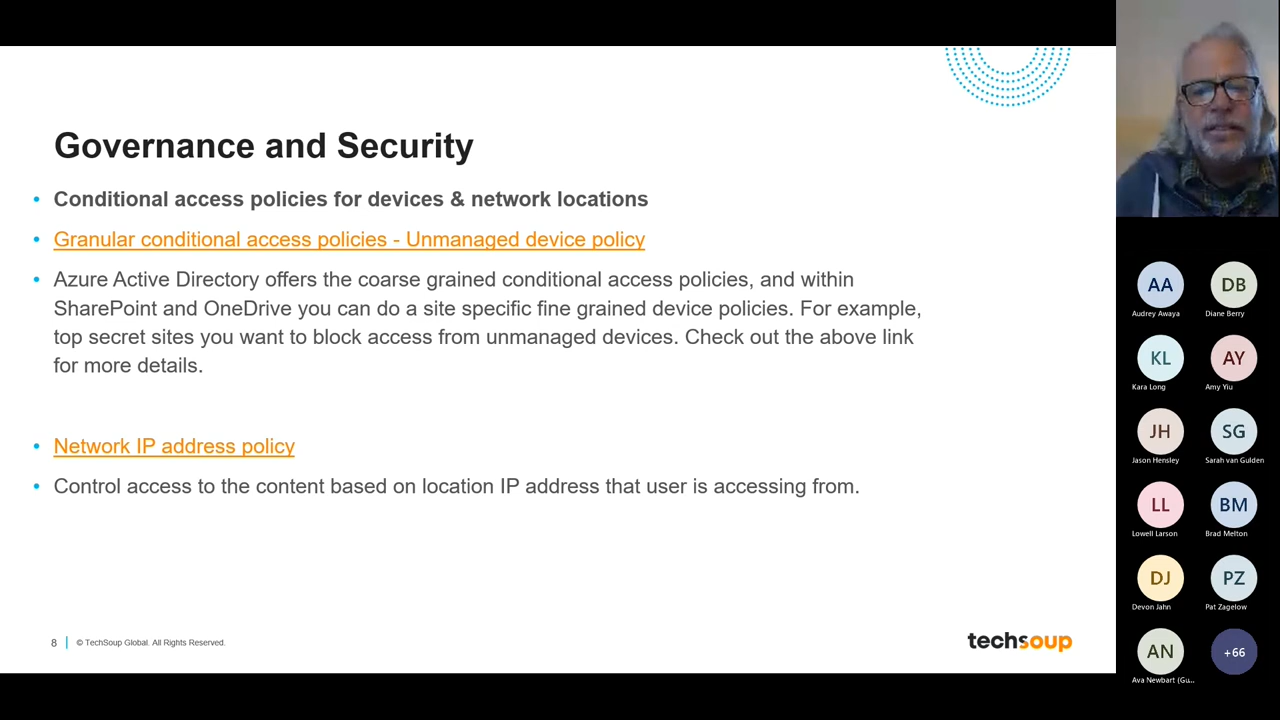 Governance and Security
• Conditional access policies for devices & network locations
• Granular conditional access policies - Unmanaged device policy
• Azure Active Directory offers the coarse grained conditional access policies, and within
SharePoint and OneDrive you can do a site specific fine grained device policies. For example,
top secret sites you want to block access from unmanaged devices. Check out the above link
for more details.
• Network IP address policy
• Control access to the content based on location IP address that user is accessing from.
8 | © TechSoup Global. All Rights Reserved.
techsoup
AA
Audrey Awaya
DB
Diane Berry
KL
Kara Long
AY
Amy Yiu
JH
Jason Hensley
SG
Sarah van Gulden
LL
Lowell Larson
BM
Brad Melton
DJ
Devon Jahn
PZ
Pat Zagelow
AN
Ava Newbart (Gu...
+66